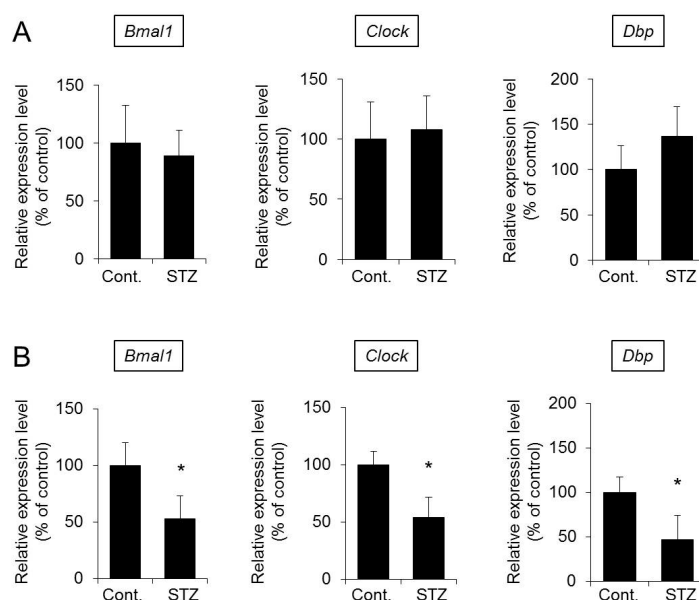 A
Bmal1
Clock
Dbp
Relative expression level
(% of control)
150
100
50
0
Cont.
STZ
Relative expression level
(% of control)
150
100
50
0
Cont.
STZ
Relative expression level
(% of control)
200
150
100
50
0
Cont.
STZ
B
Bmal1
Clock
Dbp
Relative expression level
(% of control)
150
100
50
0
*
Cont.
STZ
Relative expression level
(% of control)
150
100
50
0
*
Cont.
STZ
Relative expression level
(% of control)
200
150
100
50
0
*
Cont.
STZ